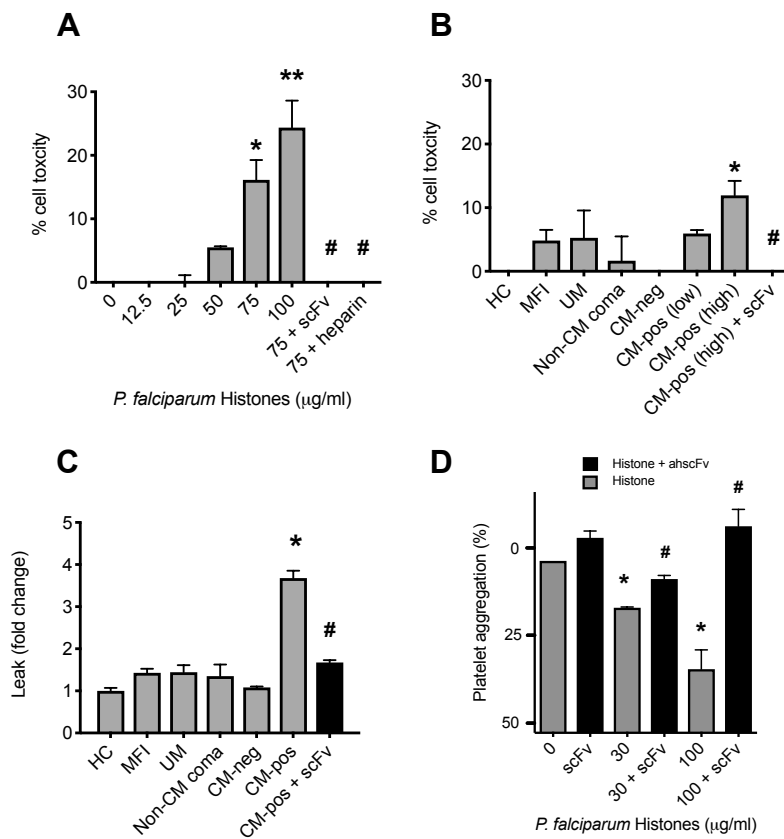 A
% cell toxcity
30
20
10
0
* ** # #
0 12.5 25 50 75 100 75 + scFv 75 + heparin
P. falciparum Histones (μg/ml)
B
% cell toxcity
30
20
10
0
* #
HC MFI UM Non-CM coma CM-neg CM-pos (low) CM-pos (high) CM-pos (high) + scFv
C
Leak (fold change)
5
4
3
2
1
0
* #
HC MFI UM Non-CM coma CM-neg CM-pos CM-pos + scFv
D
Histone + ahscFv
Histone
Platelet aggregation (%)
0
25
50
* # * #
0 scFv 30 30 + scFv 100 100 + scFv
P. falciparum Histones (μg/ml)